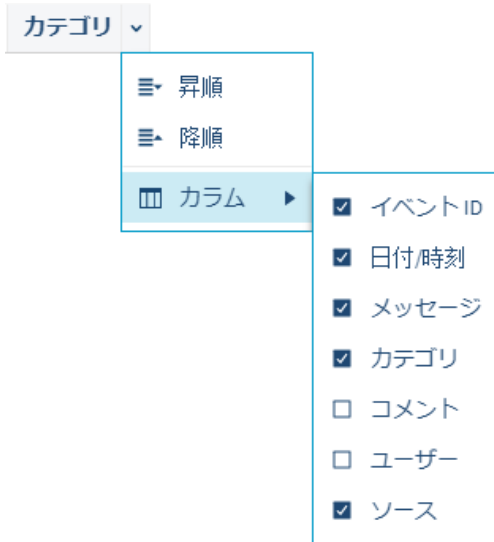 カテゴリ
昇順
降順
カラム
イベント ID
日付/時刻
メッセージ
カテゴリ
コメント
ユーザー
ソース